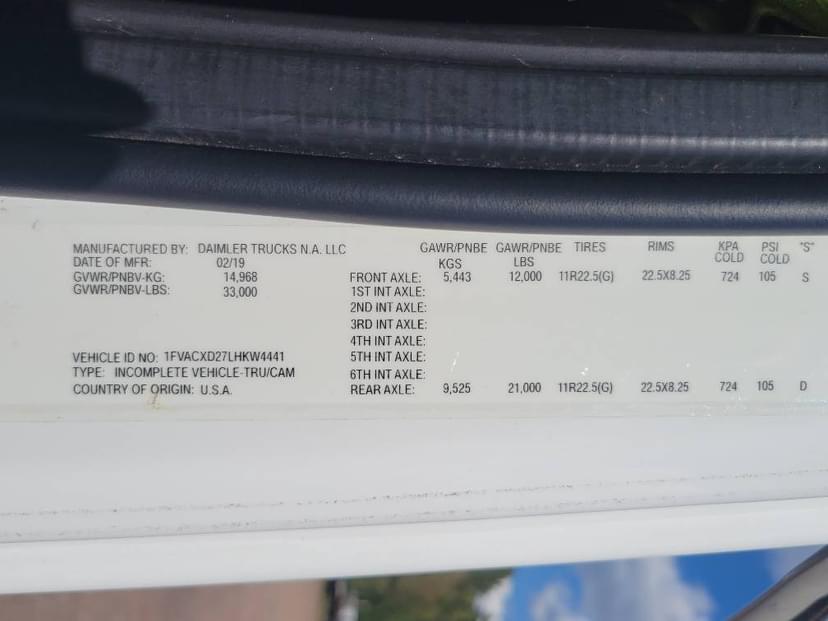 MANUFACTURED BY: DAIMLER TRUCKS N.A. LLC
DATE OF MFR: 02/19
GVWR/PNBV-KG: 14,968
GVWR/PNBV-LBS: 33,000
VEHICLE ID NO: 1FVACXD27LHKW4441
TYPE: INCOMPLETE VEHICLE-TRU/CAM
COUNTRY OF ORIGIN: U.S.A.
GAWR/PNBE GAWR/PNBE TIRES RIMS KPA PSI "S"
KGS LBS COLD COLD
FRONT AXLE: 5,443 12,000 11R22.5(G) 22.5X8.25 724 105 S
1ST INT AXLE:
2ND INT AXLE:
3RD INT AXLE:
4TH INT AXLE:
5TH INT AXLE:
6TH INT AXLE:
REAR AXLE: 9,525 21,000 11R22.5(G) 22.5X8.25 724 105 D